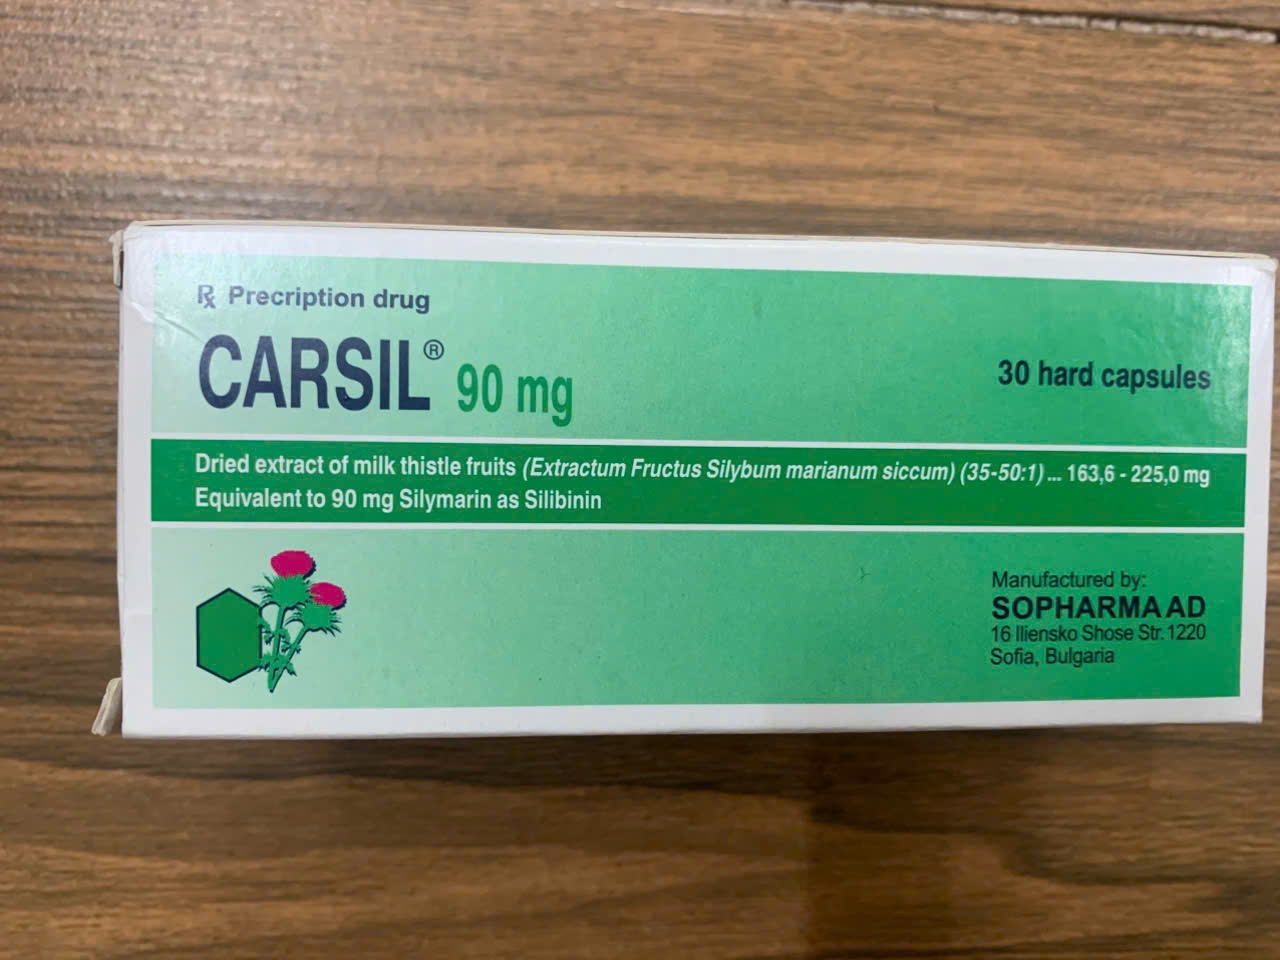 Rx Precription drug
CARSIL® 90 mg
30 hard capsules
Dried extract of milk thistle fruits (Extractum Fructus Silybum marianum siccum) (35-50:1) ... 163,6 - 225,0 mg
Equivalent to 90 mg Silymarin as Silibinin
Manufactured by:
SOPHARMA AD
16 Iliensko Shose Str. 1220
Sofia, Bulgaria